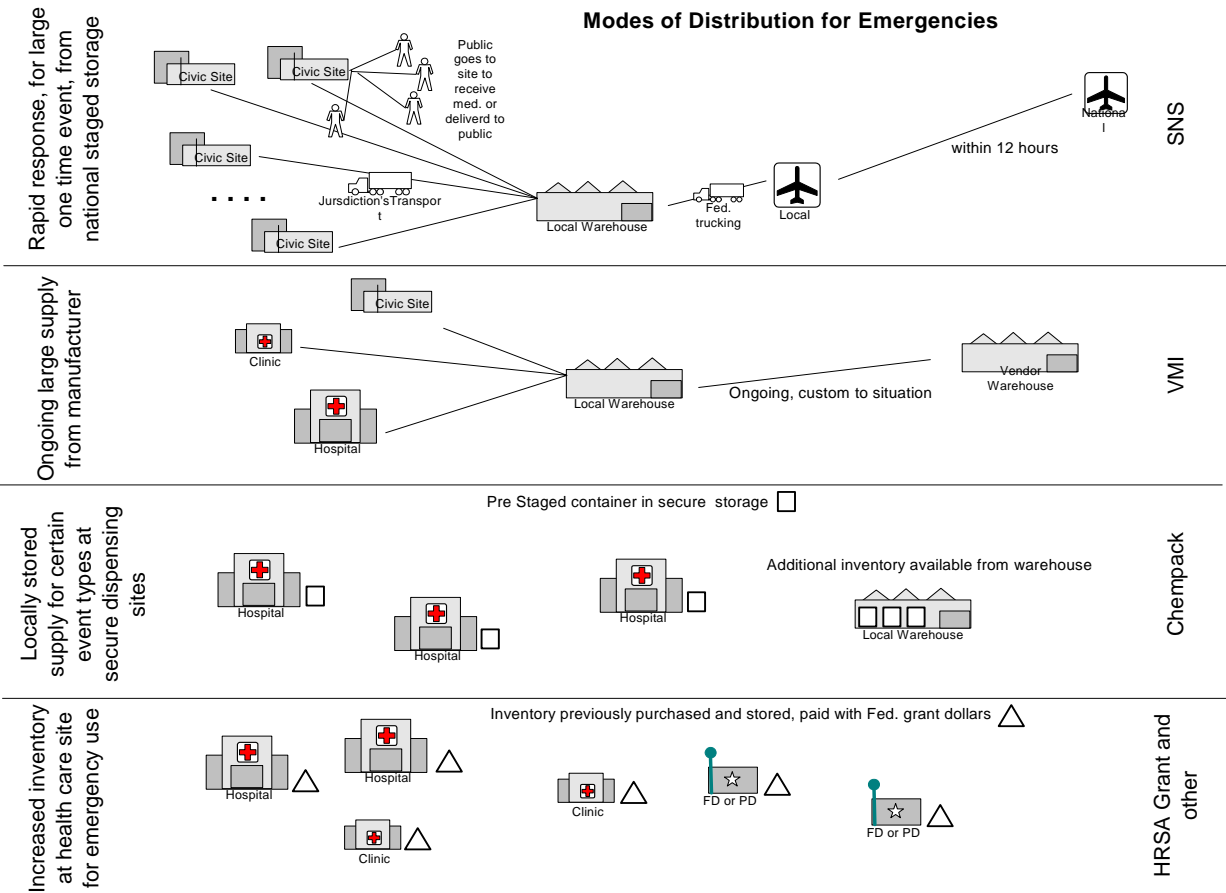 Modes of Distribution for Emergencies
Rapid response, for large
one time event, from
national staged storage
Civic Site
Civic Site
Public
goes to
site to
receive
med. or
deliverd to
public
Civic Site
. . . .
Jursdiction'sTranspor
t
Civic Site
Local Warehouse
Fed.
trucking
Local
within 12 hours
Nationa
l
SNS
Ongoing large supply
from manufacturer
Civic Site
Clinic
Hospital
Local Warehouse
Ongoing, custom to situation
Vendor
Warehouse
VMI
Locally stored
supply for certain
event types at
secure dispensing
sites
Pre Staged container in secure storage
Hospital
Hospital
Hospital
Additional inventory available from warehouse
Local Warehouse
Chempack
Increased inventory
at health care site
for emergency use
Inventory previously purchased and stored, paid with Fed. grant dollars
Hospital
Hospital
Clinic
Clinic
FD or PD
FD or PD
HRSA Grant and
other